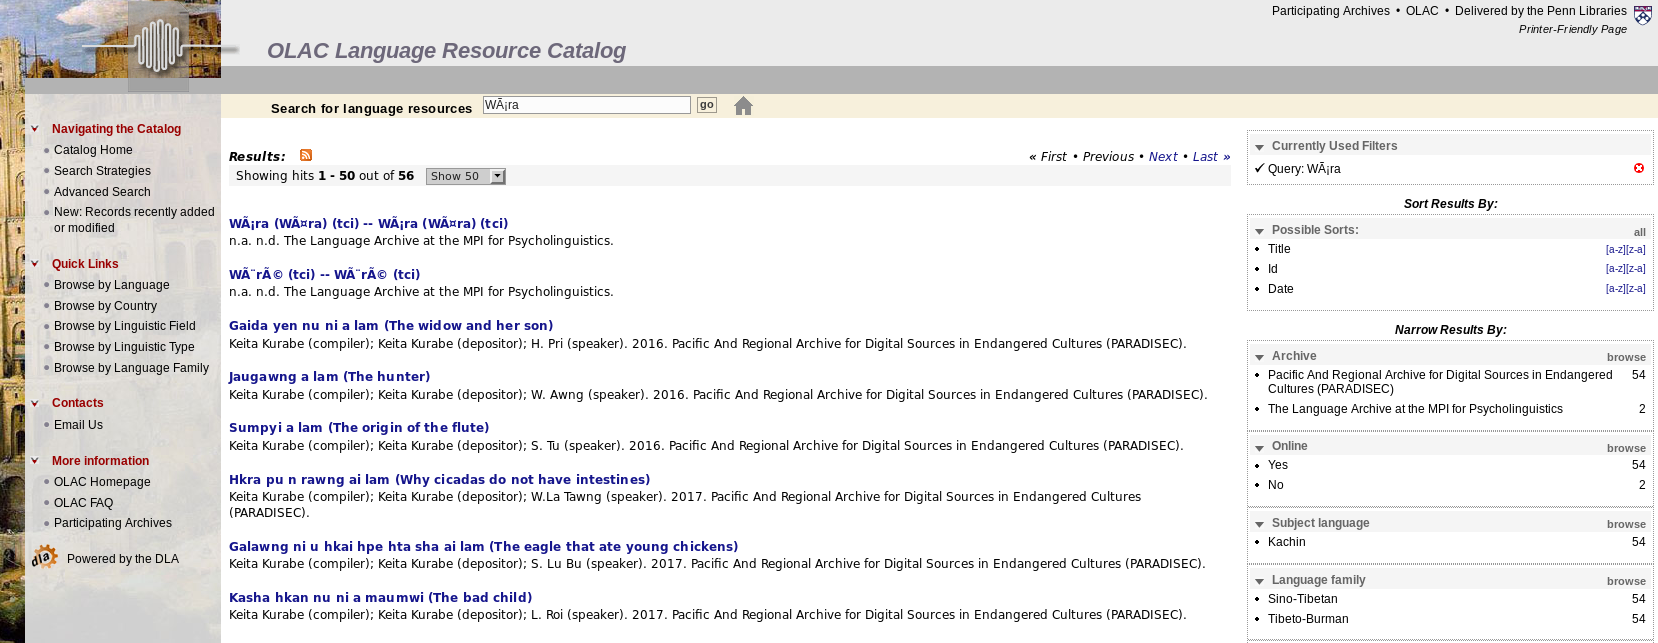 Participating Archives • OLAC • Delivered by the Penn Libraries
Printer-Friendly Page
OLAC Language Resource Catalog
Search for language resources WÃ¡ra go
Navigating the Catalog
Catalog Home
Search Strategies
Advanced Search
New: Records recently added
or modified
Quick Links
Browse by Language
Browse by Country
Browse by Linguistic Field
Browse by Linguistic Type
Browse by Language Family
Contacts
Email Us
More information
OLAC Homepage
OLAC FAQ
Participating Archives
dla Powered by the DLA
Results: « First • Previous • Next • Last »
Showing hits 1 - 50 out of 56 Show 50
WÃ¡ra (WÃ¤ra) (tci) -- WÃ¡ra (WÃ¤ra) (tci)
n.a. n.d. The Language Archive at the MPI for Psycholinguistics.
WÃ¨rÃ© (tci) -- WÃ¨rÃ© (tci)
n.a. n.d. The Language Archive at the MPI for Psycholinguistics.
Gaida yen nu ni a lam (The widow and her son)
Keita Kurabe (compiler); Keita Kurabe (depositor); H. Pri (speaker). 2016. Pacific And Regional Archive for Digital Sources in Endangered Cultures (PARADISEC).
Jaugawng a lam (The hunter)
Keita Kurabe (compiler); Keita Kurabe (depositor); W. Awng (speaker). 2016. Pacific And Regional Archive for Digital Sources in Endangered Cultures (PARADISEC).
Sumpyi a lam (The origin of the flute)
Keita Kurabe (compiler); Keita Kurabe (depositor); S. Tu (speaker). 2016. Pacific And Regional Archive for Digital Sources in Endangered Cultures (PARADISEC).
Hkra pu n rawng ai lam (Why cicadas do not have intestines)
Keita Kurabe (compiler); Keita Kurabe (depositor); W.La Tawng (speaker). 2017. Pacific And Regional Archive for Digital Sources in Endangered Cultures
(PARADISEC).
Galawng ni u hkai hpe hta sha ai lam (The eagle that ate young chickens)
Keita Kurabe (compiler); Keita Kurabe (depositor); S. Lu Bu (speaker). 2017. Pacific And Regional Archive for Digital Sources in Endangered Cultures (PARADISEC).
Kasha hkan nu ni a maumwi (The bad child)
Keita Kurabe (compiler); Keita Kurabe (depositor); L. Roi (speaker). 2017. Pacific And Regional Archive for Digital Sources in Endangered Cultures (PARADISEC).
Currently Used Filters
Query: WÃ¡ra
Sort Results By:
Possible Sorts: all
Title [a-z][z-a]
Id [a-z][z-a]
Date [a-z][z-a]
Narrow Results By:
Archive browse
Pacific And Regional Archive for Digital Sources in Endangered 54
Cultures (PARADISEC)
The Language Archive at the MPI for Psycholinguistics 2
Online browse
Yes 54
No 2
Subject language browse
Kachin 54
Language family browse
Sino-Tibetan 54
Tibeto-Burman 54